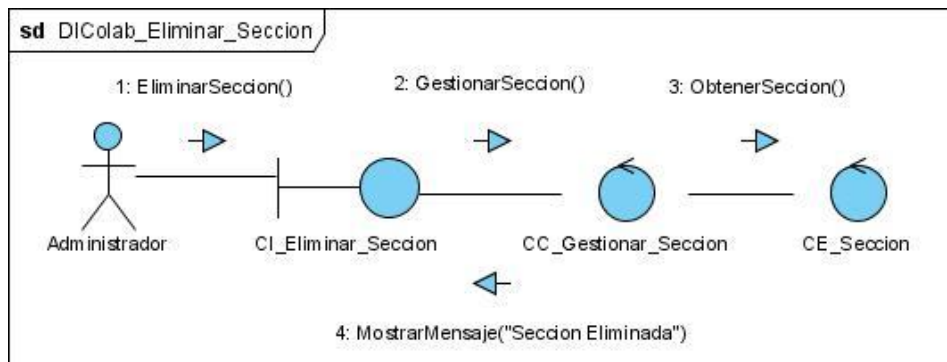 sd DIColab_Eliminar_Seccion
1: EliminarSeccion()
2: GestionarSeccion()
3: ObtenerSeccion()
Administrador
CI_Eliminar_Seccion
CC_Gestionar_Seccion
CE_Seccion
4: MostrarMensaje("Seccion Eliminada")